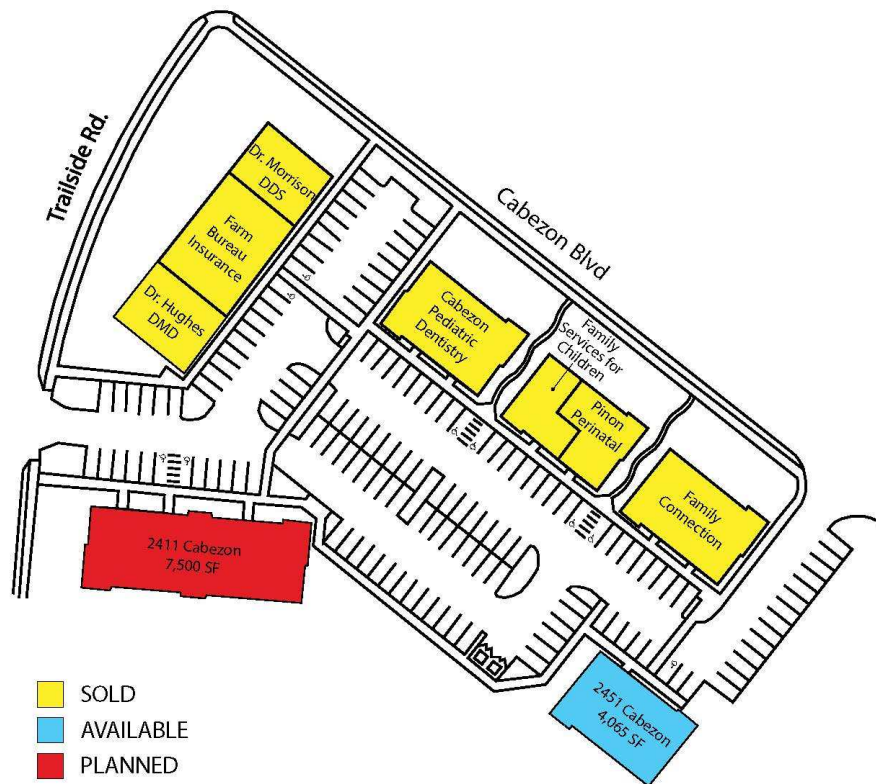 Trailside Rd.
Cabezon Blvd
Dr. Morrison
DDS
Farm
Bureau
Insurance
Dr. Hughes
DMD
Cabezon
Pediatric
Dentistry
Family
Services for
Children
Pinon
Perinatal
Family
Connection
2411 Cabezon
7,500 SF
2451 Cabezon
4,065 SF
SOLD
AVAILABLE
PLANNED